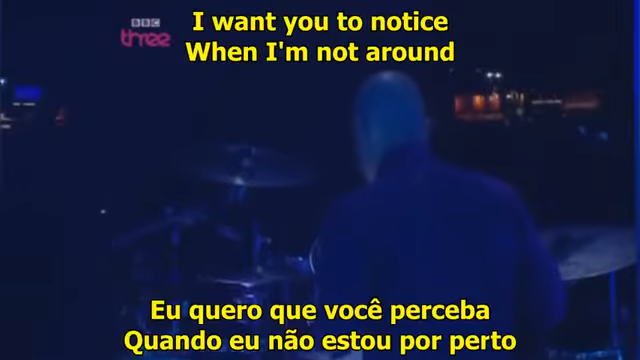 I want you to notice
BBC
three
When I'm not around
Eu quero que você perceba
Quando eu não estou por perto